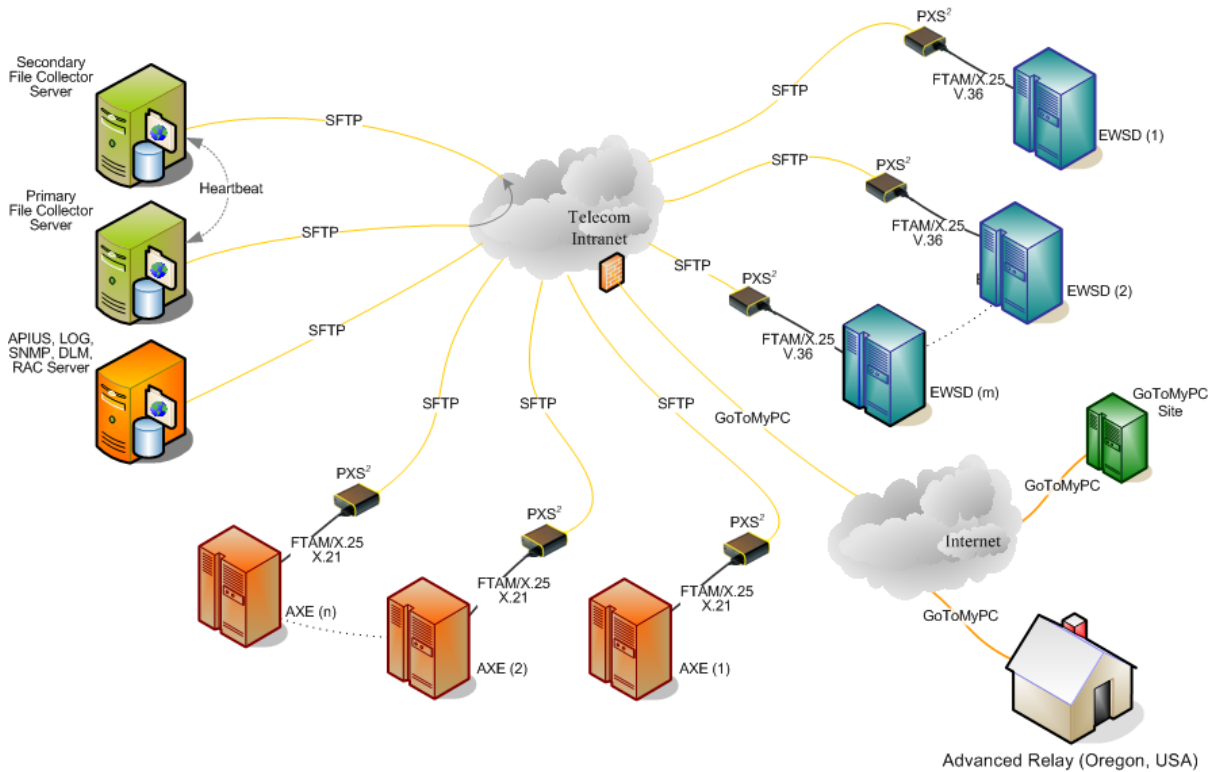 Secondary
File Collector
Server
SFTP
Heartbeat
Primary
File Collector
Server
SFTP
APIUS, LOG,
SNMP, DLM,
RAC Server
SFTP
Telecom
Intranet
PXS²
SFTP
FTAM/X.25
V.36
EWSD (1)
PXS²
SFTP
FTAM/X.25
V.36
EWSD (2)
SFTP
PXS²
FTAM/X.25
V.36
EWSD (m)
SFTP
PXS²
FTAM/X.25
X.21
AXE (n)
SFTP
PXS²
FTAM/X.25
X.21
AXE (2)
SFTP
PXS²
FTAM/X.25
X.21
AXE (1)
GoToMyPC
Internet
GoToMyPC
Site
GoToMyPC
GoToMyPC
Advanced Relay (Oregon, USA)